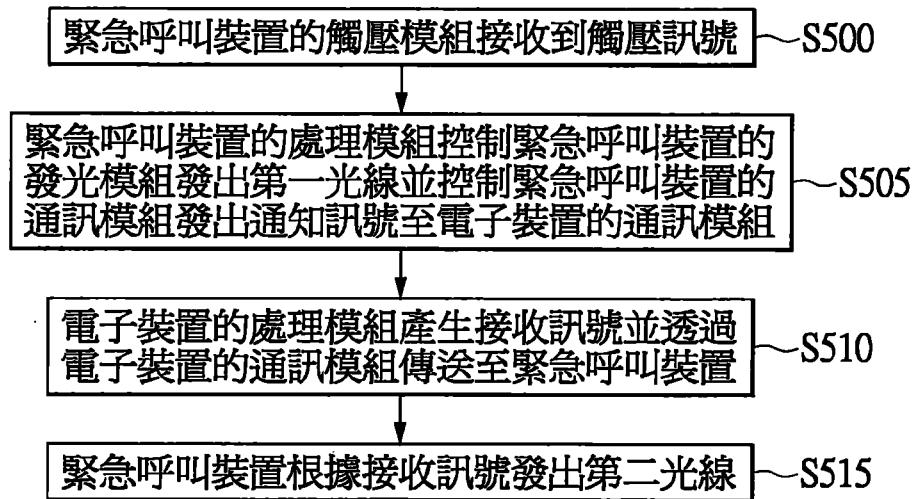 緊急呼叫裝置的觸壓模組接收到觸壓訊號 S500
緊急呼叫裝置的處理模組控制緊急呼叫裝置的
發光模組發出第一光線並控制緊急呼叫裝置的 S505
通訊模組發出通知訊號至電子裝置的通訊模組
電子裝置的處理模組產生接收訊號並透過
電子裝置的通訊模組傳送至緊急呼叫裝置 S510
緊急呼叫裝置根據接收訊號發出第二光線 S515